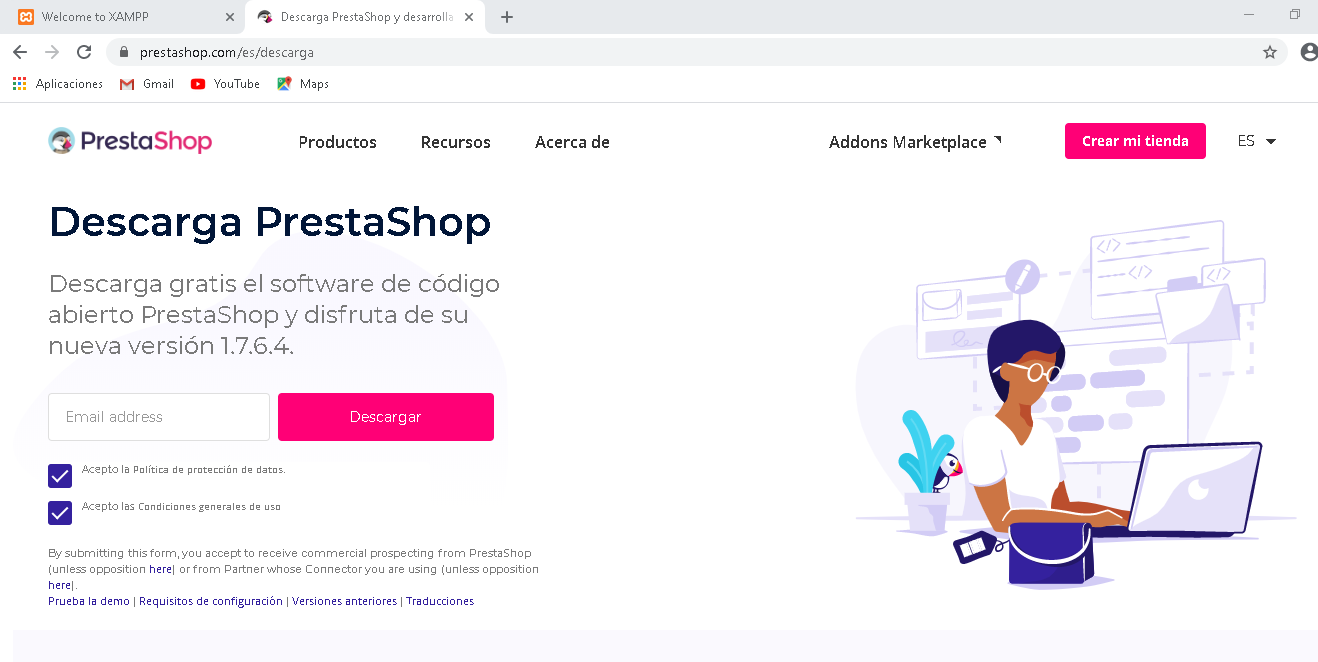 Welcome to XAMPP
Descarga PrestaShop y desarrolla
prestashop.com/es/descarga
Aplicaciones Gmail YouTube Maps
PrestaShop Productos Recursos Acerca de Addons Marketplace Crear mi tienda ES
Descarga PrestaShop
Descarga gratis el software de código
abierto PrestaShop y disfruta de su
nueva versión 1.7.6.4.
Email address Descargar
Acepto la Política de protección de datos.
Acepto las Condiciones generales de uso
By submitting this form, you accept to receive commercial prospecting from PrestaShop
(unless opposition here) or from Partner whose Connector you are using (unless opposition
here).
Prueba la demo | Requisitos de configuración | Versiones anteriores | Traducciones